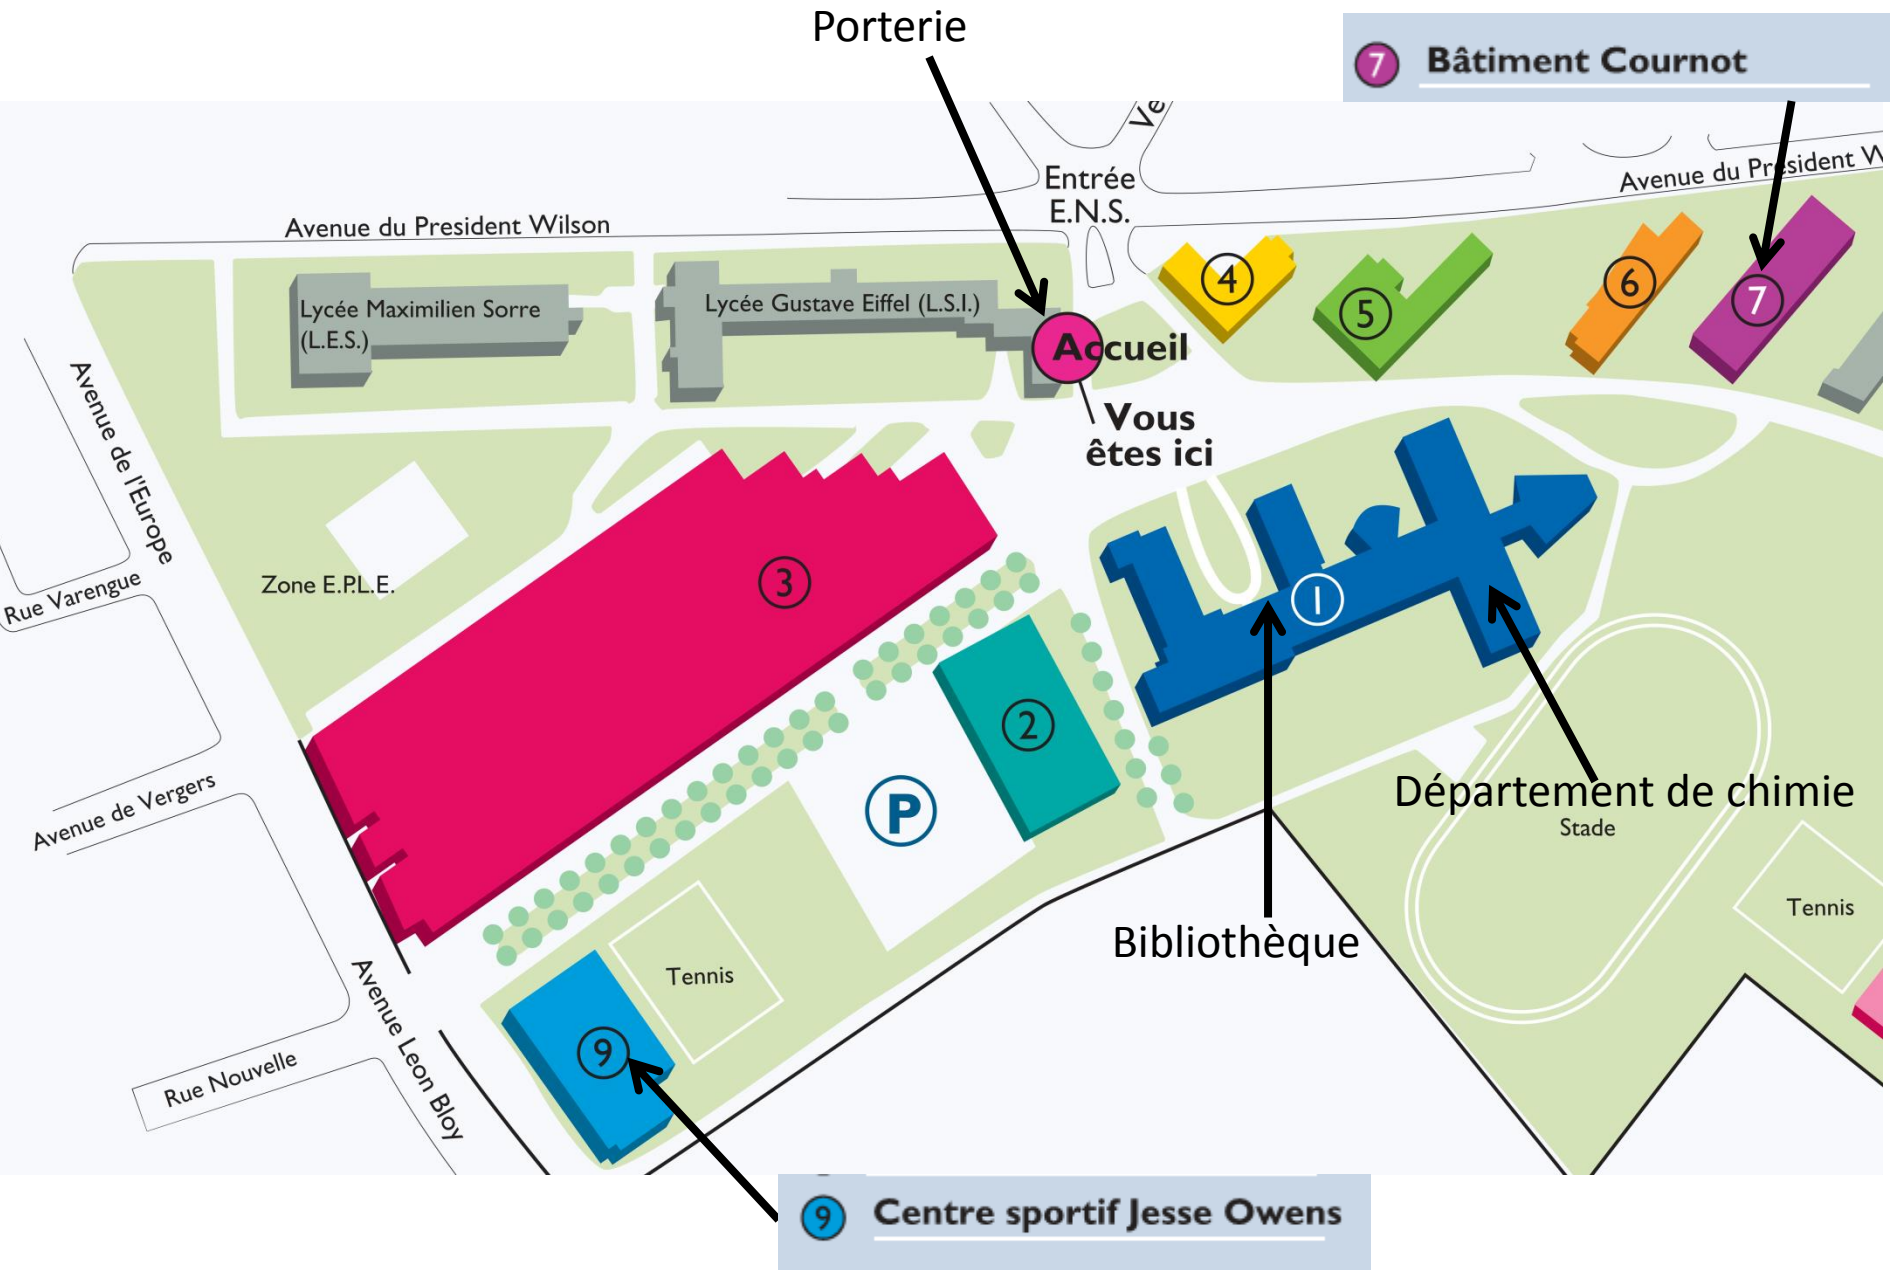 Porterie
7 Bâtiment Cournot
Entrée
E.N.S.
Avenue du President Wilson
Avenue du President W
Lycée Maximilien Sorre
(L.E.S.)
Lycée Gustave Eiffel (L.S.I.)
4
5
6
7
Accueil
Vous
êtes ici
Avenue de l'Europe
Rue Varengue
Zone E.P.L.E.
3
1
2
P
Avenue de Vergers
Département de chimie
Stade
Tennis
Bibliothèque
Tennis
9
Avenue Leon Bloy
Rue Nouvelle
9 Centre sportif Jesse Owens